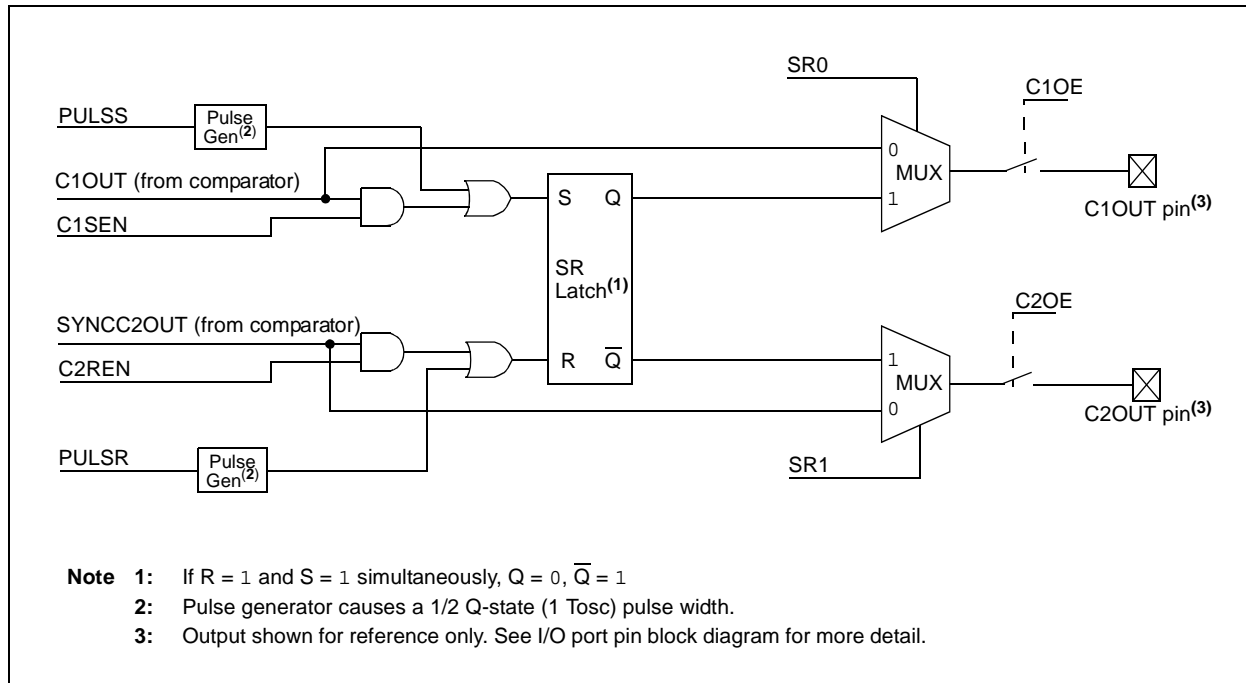 SR0
C1OE
PULSS
Pulse
Gen(2)
0
MUX
C1OUT (from comparator)
S Q
1
C1OUT pin(3)
C1SEN
SR
Latch(1)
C2OE
SYNCC2OUT (from comparator)
R Q̅
1
C2REN
MUX
0
C2OUT pin(3)
PULSR
Pulse
Gen(2)
SR1
Note 1: If R = 1 and S = 1 simultaneously, Q = 0, Q̅ = 1
2: Pulse generator causes a 1/2 Q-state (1 Tosc) pulse width.
3: Output shown for reference only. See I/O port pin block diagram for more detail.